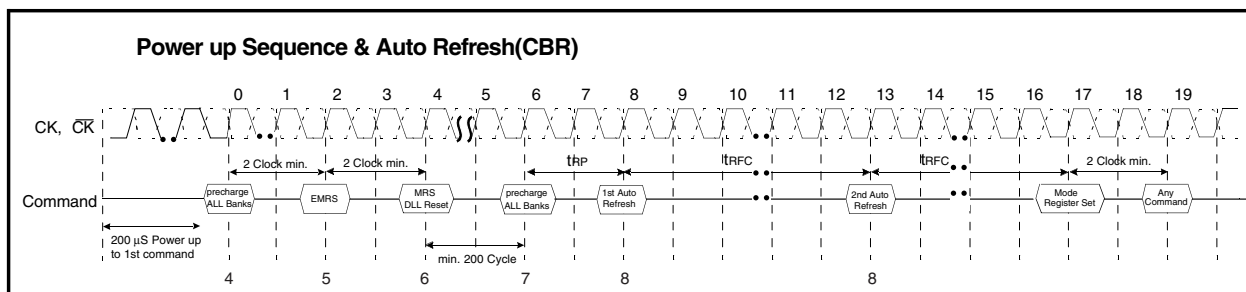 Power up Sequence & Auto Refresh(CBR)
0 1 2 3 4 5 6 7 8 9 10 11 12 13 14 15 16 17 18 19
CK, CK
2 Clock min. 2 Clock min. tRP tRFC tRFC 2 Clock min.
Command
precharge ALL Banks
EMRS
MRS DLL Reset
precharge ALL Banks
1st Auto Refresh
2nd Auto Refresh
Mode Register Set
Any Command
200 μS Power up
to 1st command
min. 200 Cycle
4 5 6 7 8 8